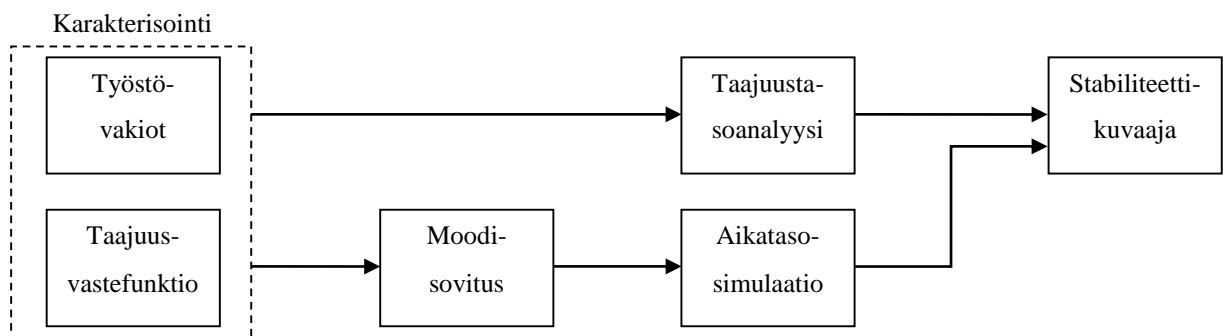 Karakterisointi
Työstö-
vakiot
Taajuusta-
soanalyysi
Stabiliteetti-
kuvaaja
Taajuus-
vastefunktio
Moodi-
sovitus
Aikataso-
simulaatio